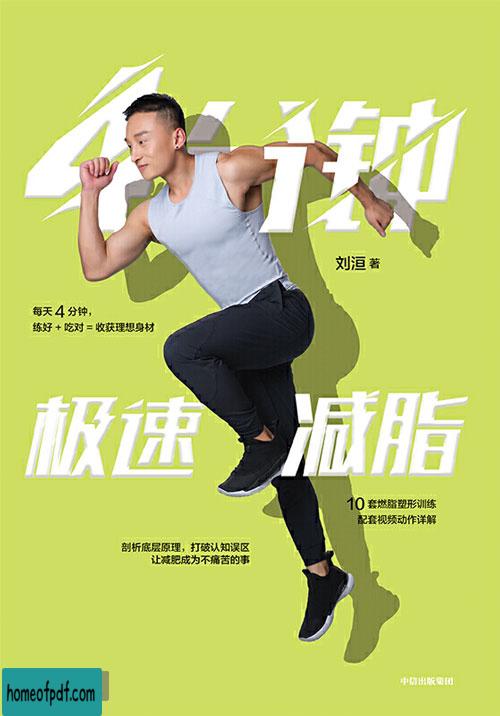 4分钟
刘洹 著
每天4分钟，
练好 + 吃对 = 收获理想身材
极速减脂
10套燃脂塑形训练
配套视频动作详解
剖析底层原理，打破认知误区
让减肥成为不痛苦的事
中信出版集团
homeofpdf.com